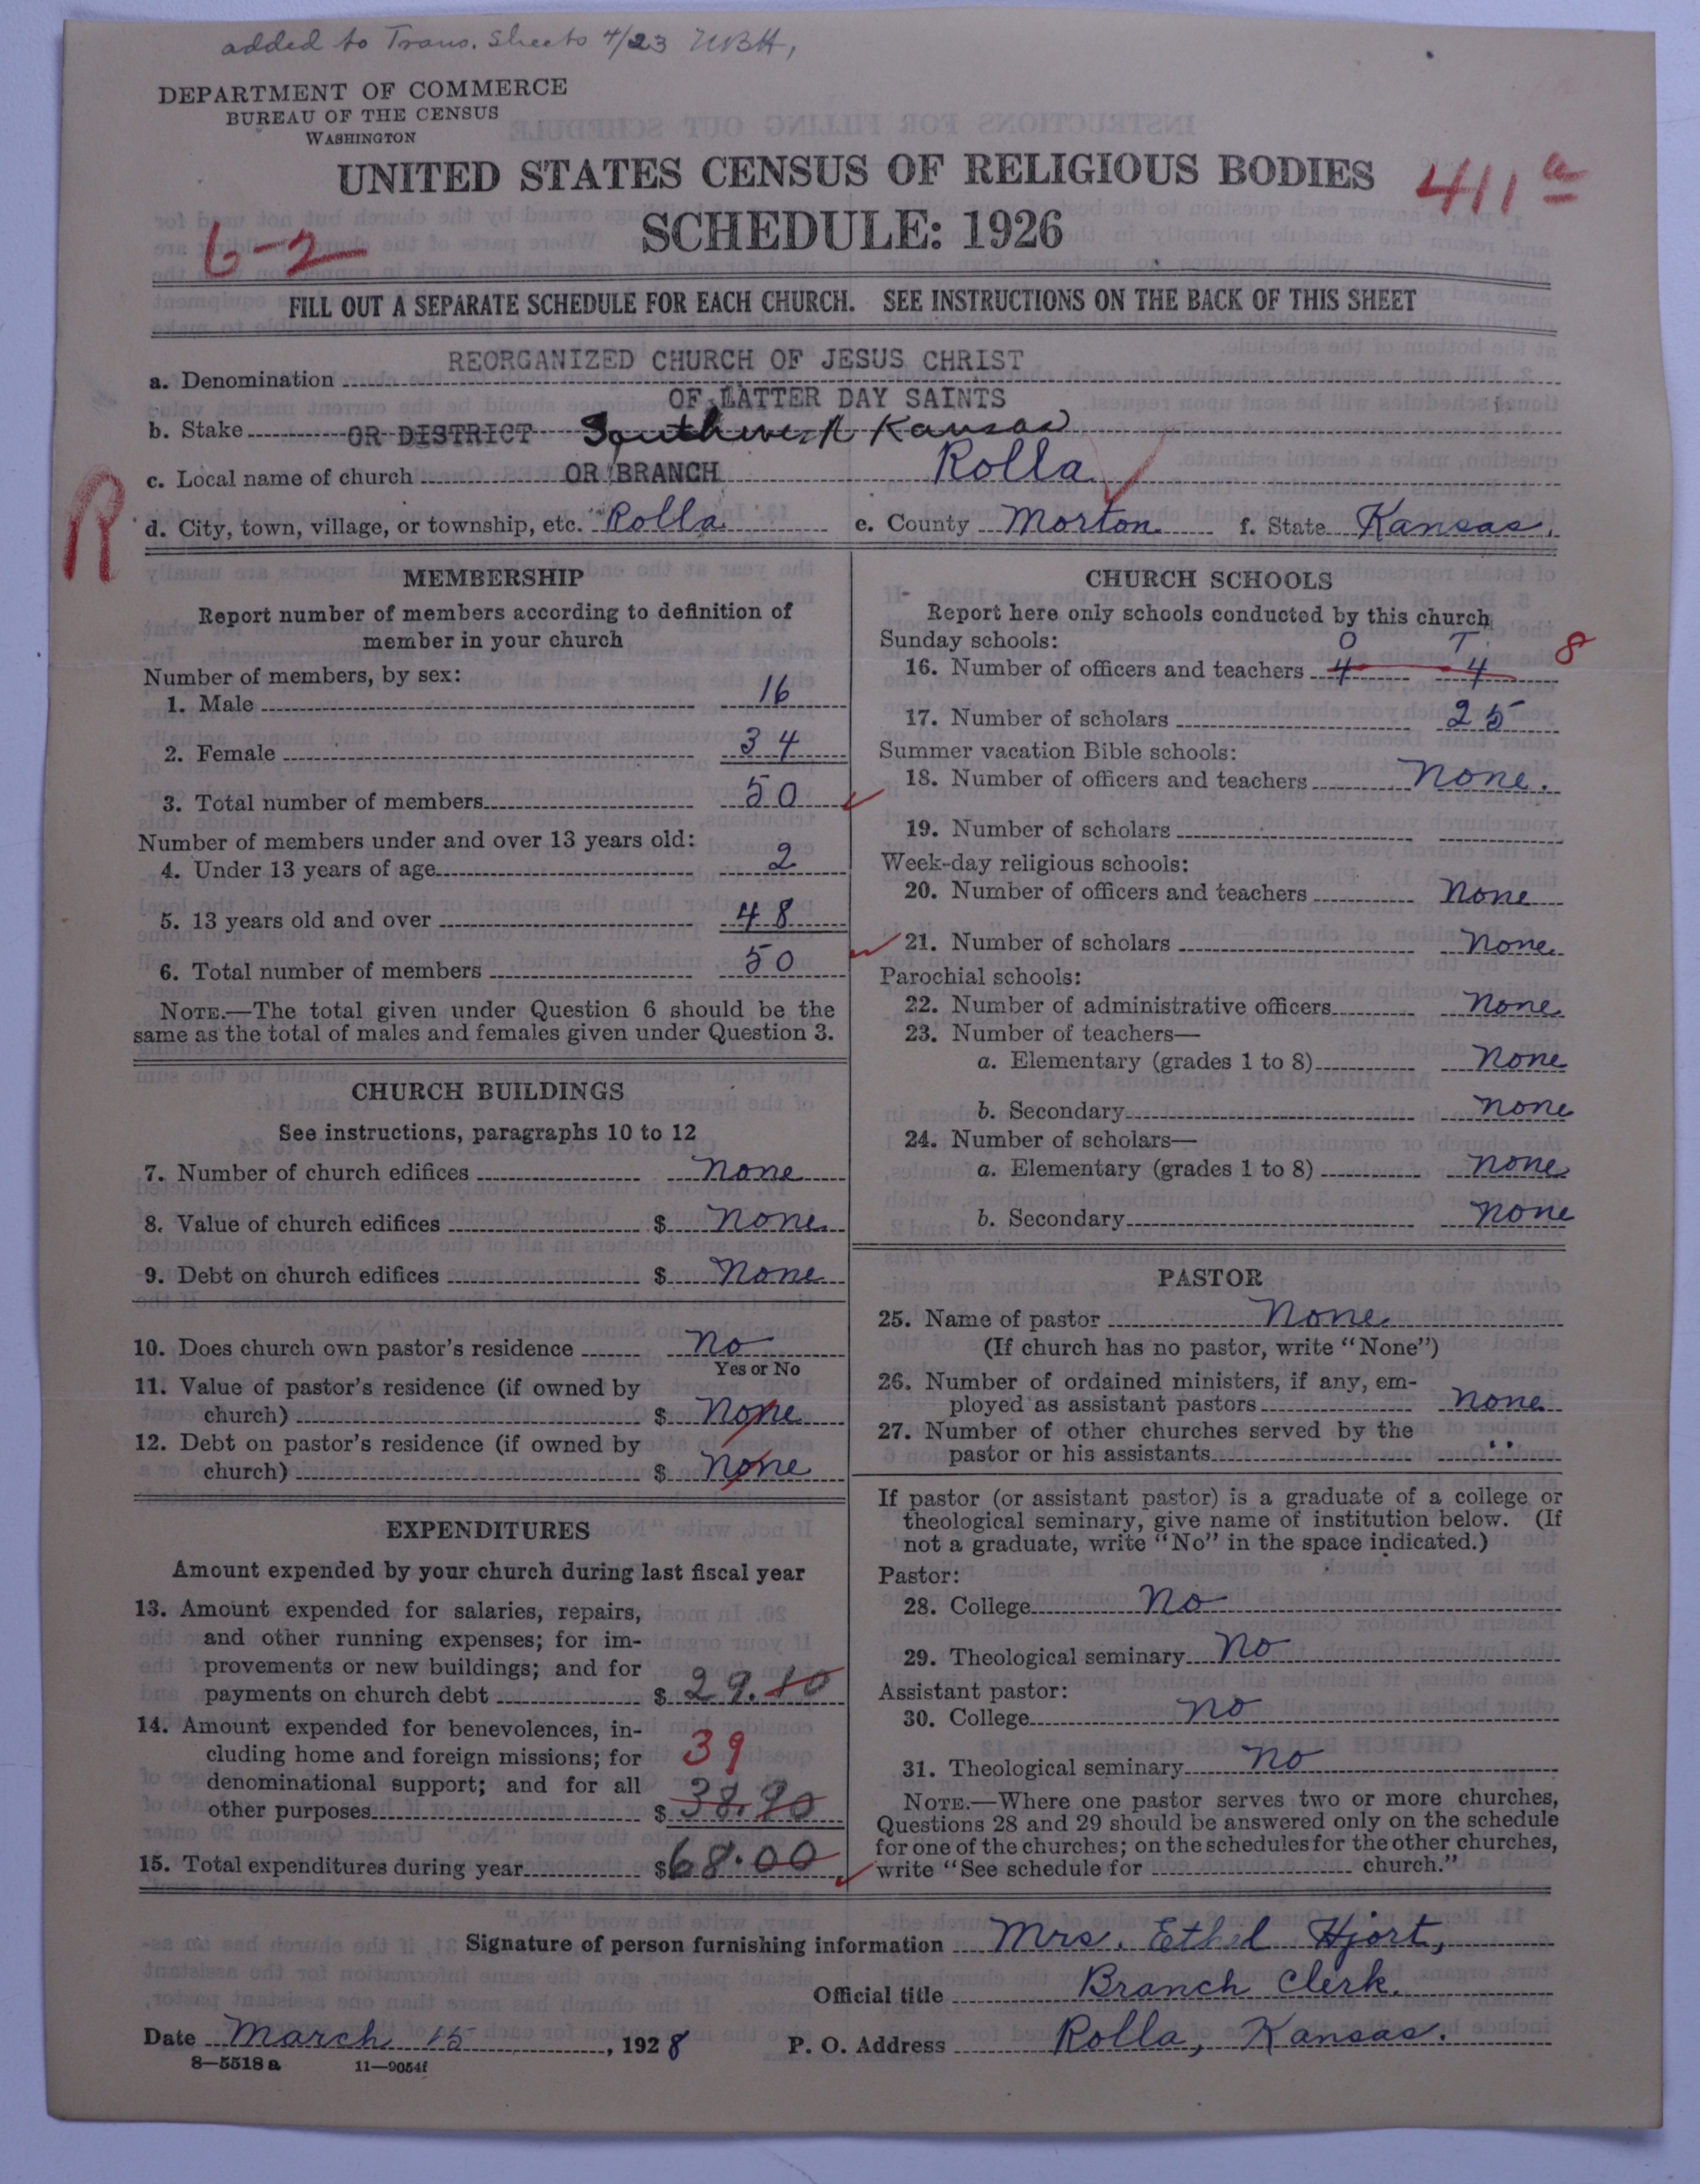 added to Trans. Sheets 4/23 WBH,
DEPARTMENT OF COMMERCE
BUREAU OF THE CENSUS
WASHINGTON
UNITED STATES CENSUS OF RELIGIOUS BODIES
411a
SCHEDULE: 1926
6-2
FILL OUT A SEPARATE SCHEDULE FOR EACH CHURCH. SEE INSTRUCTIONS ON THE BACK OF THIS SHEET
REORGANIZED CHURCH OF JESUS CHRIST
a. Denomination
OF LATTER DAY SAINTS
b. Stake OR DISTRICT Southwest Kansas
c. Local name of church OR BRANCH Rolla
R
d. City, town, village, or township, etc. Rolla e. County Morton f. State Kansas.
MEMBERSHIP
Report number of members according to definition of
member in your church
Number of members, by sex:
1. Male 16
2. Female 34
3. Total number of members 50
Number of members under and over 13 years old:
4. Under 13 years of age 2
5. 13 years old and over 48
6. Total number of members 50
NOTE.—The total given under Question 6 should be the
same as the total of males and females given under Question 3.
CHURCH BUILDINGS
See instructions, paragraphs 10 to 12
7. Number of church edifices None
8. Value of church edifices $ None
9. Debt on church edifices $ None
10. Does church own pastor's residence No
Yes or No
11. Value of pastor's residence (if owned by
church) $ None
12. Debt on pastor's residence (if owned by
church) $ None
EXPENDITURES
Amount expended by your church during last fiscal year
13. Amount expended for salaries, repairs,
and other running expenses; for im-
provements or new buildings; and for
payments on church debt $ 29.10
14. Amount expended for benevolences, in-
cluding home and foreign missions; for 39
denominational support; and for all
other purposes $ 38.90
15. Total expenditures during year $68.00
CHURCH SCHOOLS
Report here only schools conducted by this church
Sunday schools: O T
16. Number of officers and teachers 4 4 8
17. Number of scholars 25
Summer vacation Bible schools:
18. Number of officers and teachers None.
19. Number of scholars
Week-day religious schools:
20. Number of officers and teachers None
21. Number of scholars None
Parochial schools:
22. Number of administrative officers None
23. Number of teachers—
a. Elementary (grades 1 to 8) None
b. Secondary None
24. Number of scholars—
a. Elementary (grades 1 to 8) None
b. Secondary None
PASTOR
25. Name of pastor None
(If church has no pastor, write "None")
26. Number of ordained ministers, if any, em-
ployed as assistant pastors None
27. Number of other churches served by the
pastor or his assistants "
If pastor (or assistant pastor) is a graduate of a college or
theological seminary, give name of institution below. (If
not a graduate, write "No" in the space indicated.)
Pastor:
28. College No
29. Theological seminary No
Assistant pastor:
30. College No
31. Theological seminary No
NOTE.—Where one pastor serves two or more churches,
Questions 28 and 29 should be answered only on the schedule
for one of the churches; on the schedules for the other churches,
write "See schedule for church."
Signature of person furnishing information Mrs. Ethel Hjort,
Official title Branch Clerk.
Date March 15, 1928 P. O. Address Rolla, Kansas.
8—5518a 11—9054f